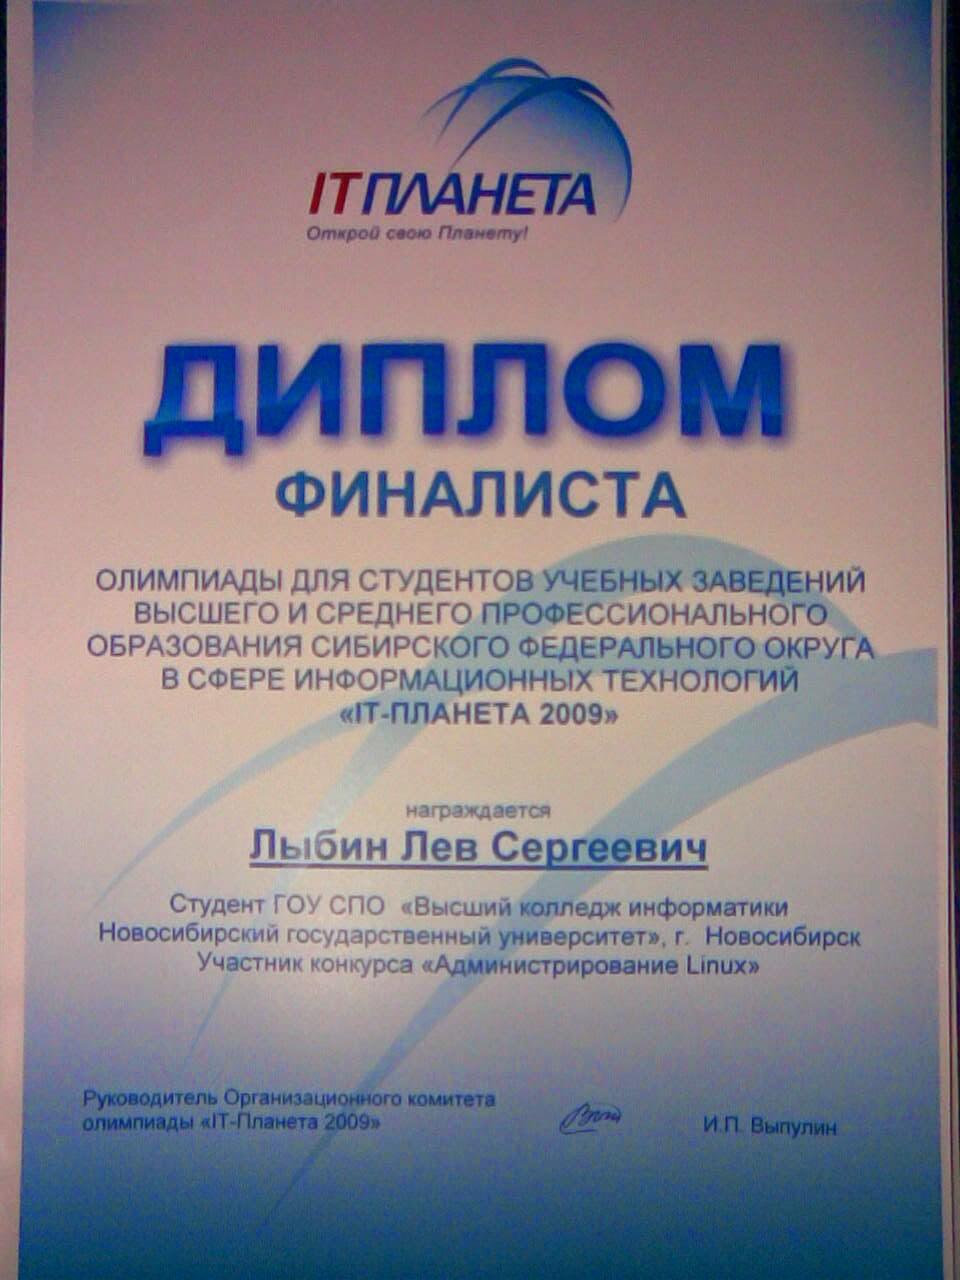 IT ПЛАНЕТА
Открой свою Планету!
ДИПЛОМ
ФИНАЛИСТА
ОЛИМПИАДЫ ДЛЯ СТУДЕНТОВ УЧЕБНЫХ ЗАВЕДЕНИЙ
ВЫСШЕГО И СРЕДНЕГО ПРОФЕССИОНАЛЬНОГО
ОБРАЗОВАНИЯ СИБИРСКОГО ФЕДЕРАЛЬНОГО ОКРУГА
В СФЕРЕ ИНФОРМАЦИОННЫХ ТЕХНОЛОГИЙ
«IT-ПЛАНЕТА 2009»
награждается
Лыбин Лев Сергеевич
Студент ГОУ СПО «Высший колледж информатики
Новосибирский государственный университет», г. Новосибирск
Участник конкурса «Администрирование Linux»
Руководитель Организационного комитета
олимпиады «IT-Планета 2009»
И.П. Выпулин